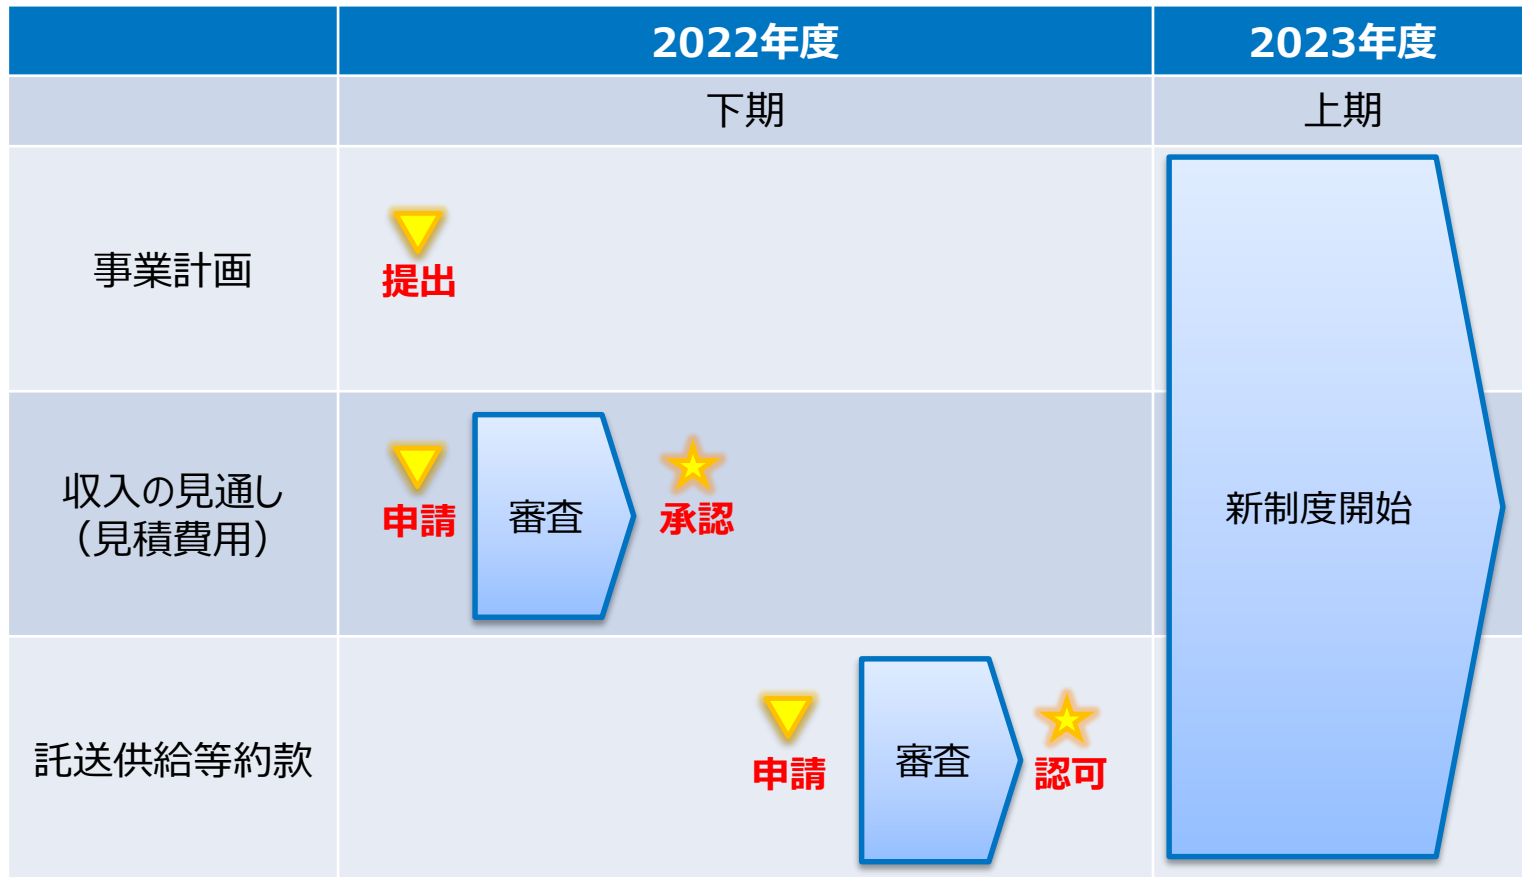 2022年度
2023年度
下期
上期
事業計画
提出
収入の見通し
（見積費用）
申請
審査
承認
新制度開始
託送供給等約款
申請
審査
認可